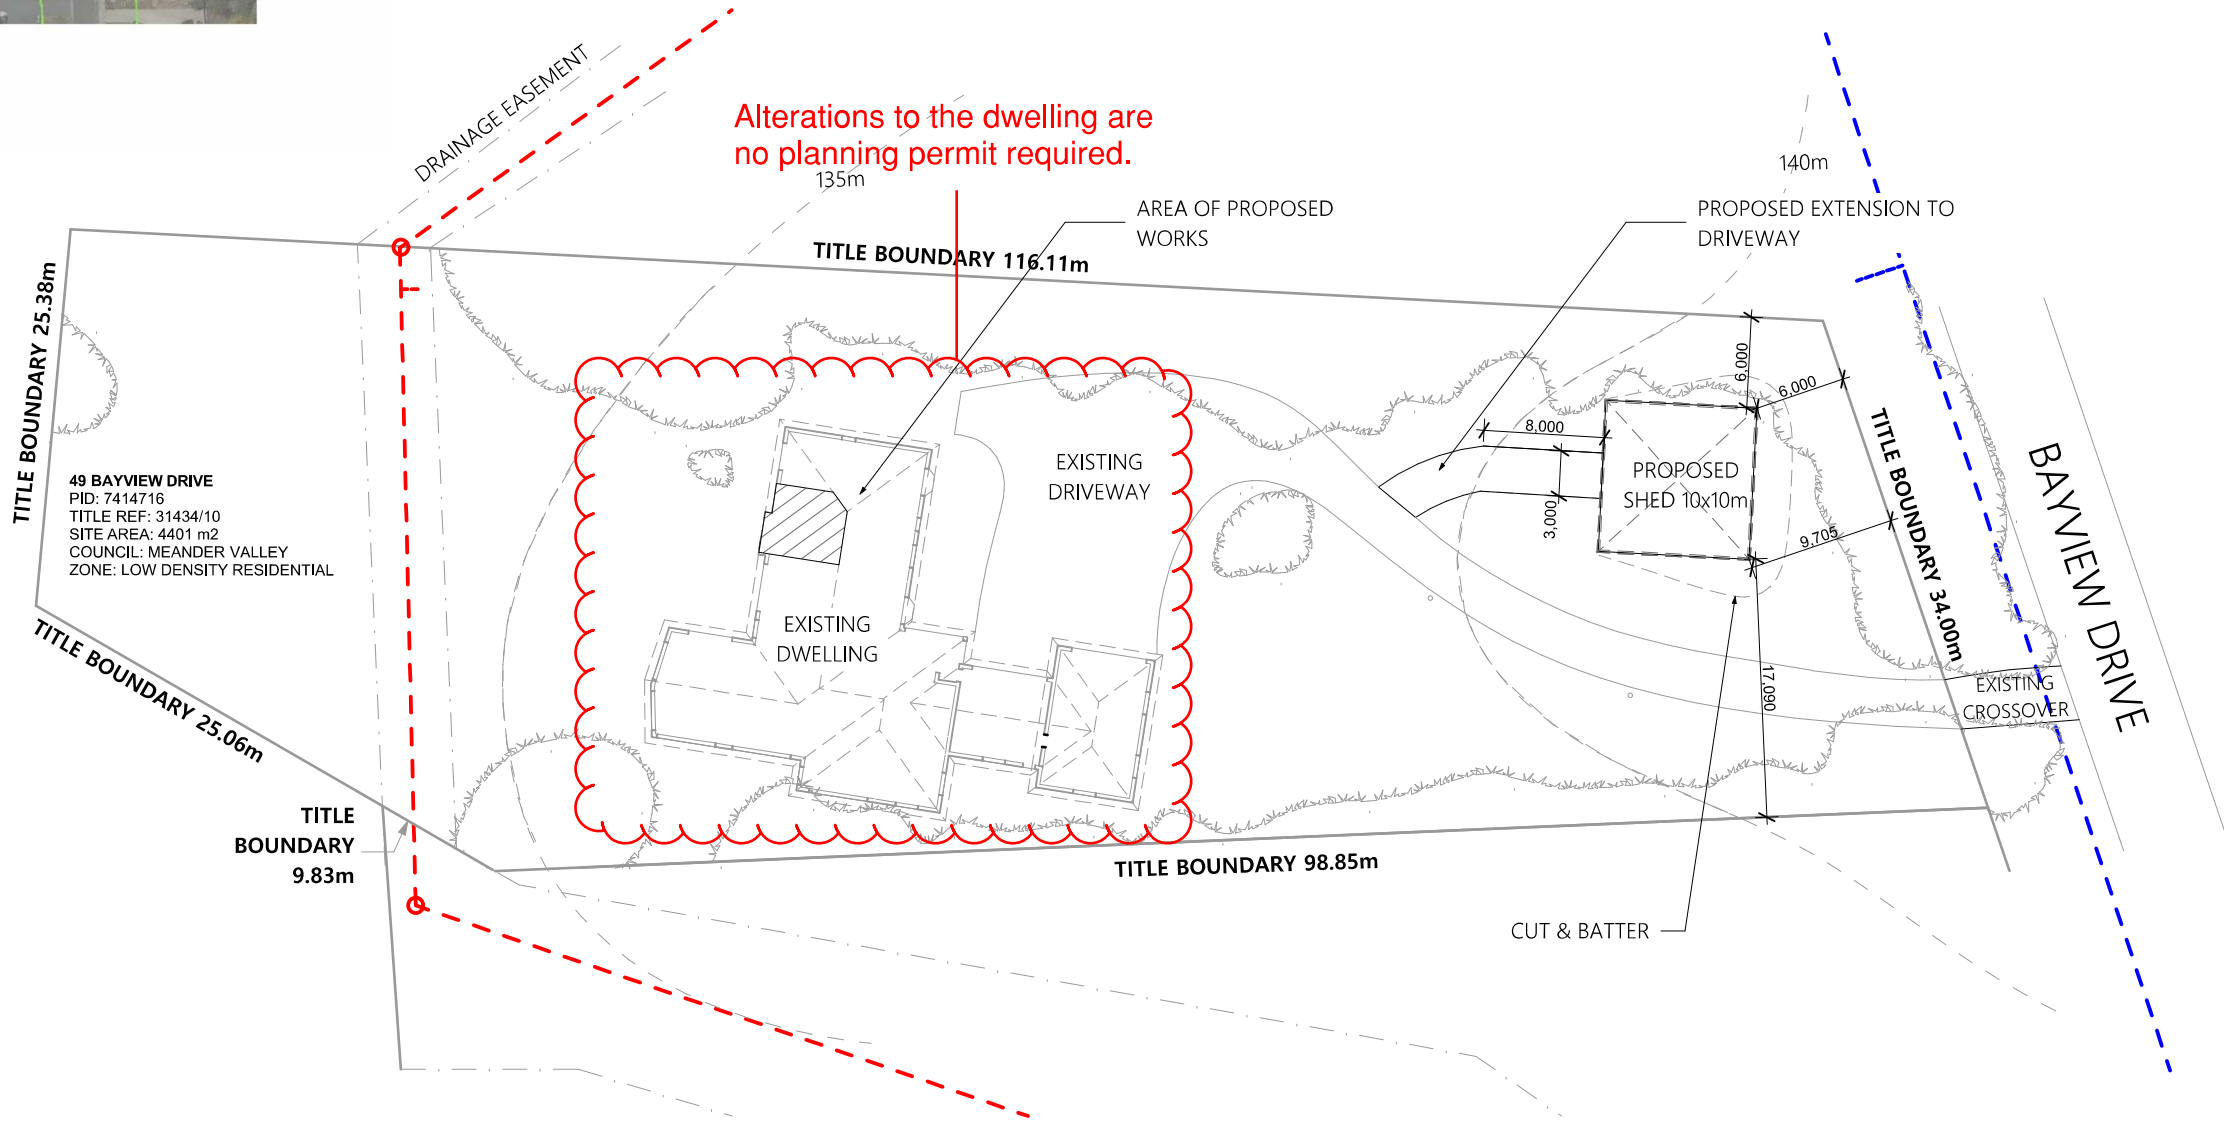 DRAINAGE EASEMENT
Alterations to the dwelling are
no planning permit required.
135m
140m
AREA OF PROPOSED
WORKS
PROPOSED EXTENSION TO
DRIVEWAY
TITLE BOUNDARY 116.11m
TITLE BOUNDARY 25.38m
6,000
6,000
8,000
3,000
PROPOSED
SHED 10x10m
9,705
17,090
TITLE BOUNDARY 34.00m
BAYVIEW DRIVE
EXISTING
DRIVEWAY
49 BAYVIEW DRIVE
PID: 7414716
TITLE REF: 31434/10
SITE AREA: 4401 m2
COUNCIL: MEANDER VALLEY
ZONE: LOW DENSITY RESIDENTIAL
EXISTING
DWELLING
EXISTING
CROSSOVER
TITLE BOUNDARY 25.06m
TITLE
BOUNDARY
9.83m
TITLE BOUNDARY 98.85m
CUT & BATTER